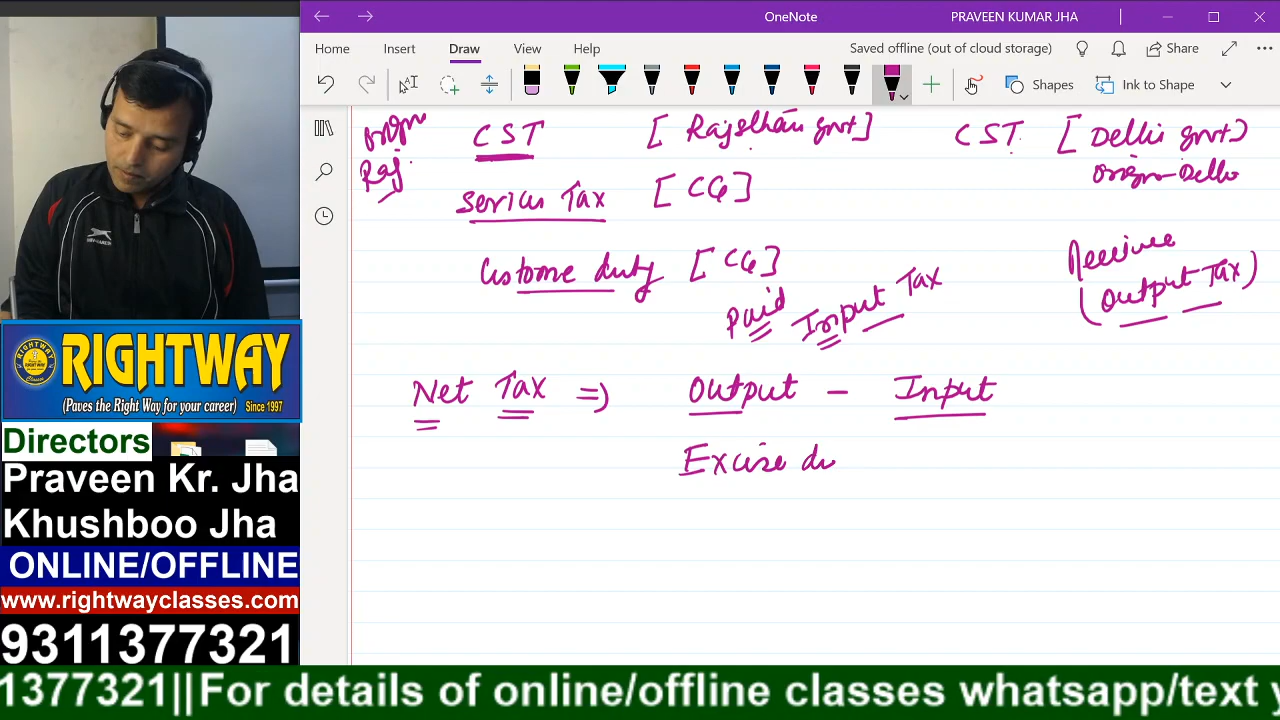 OneNote
PRAVEEN KUMAR JHA
Home Insert Draw View Help
Saved offline (out of cloud storage)
Share
Shapes
Ink to Shape
Origin
Raj
CST [Rajsthan govt]
CST [Delhi govt]
origin-Delhi
Service Tax [CG]
Custome duty [CG]
Paid
Input Tax
Receive
(Output Tax)
Net Tax => Output - Input
Excise du
RIGHTWAY
(Paves the Right Way for your career) Since 1997
Directors
Praveen Kr. Jha
Khushboo Jha
ONLINE/OFFLINE
www.rightwayclasses.com
9311377321
1377321||For details of online/offline classes whatsapp/text y